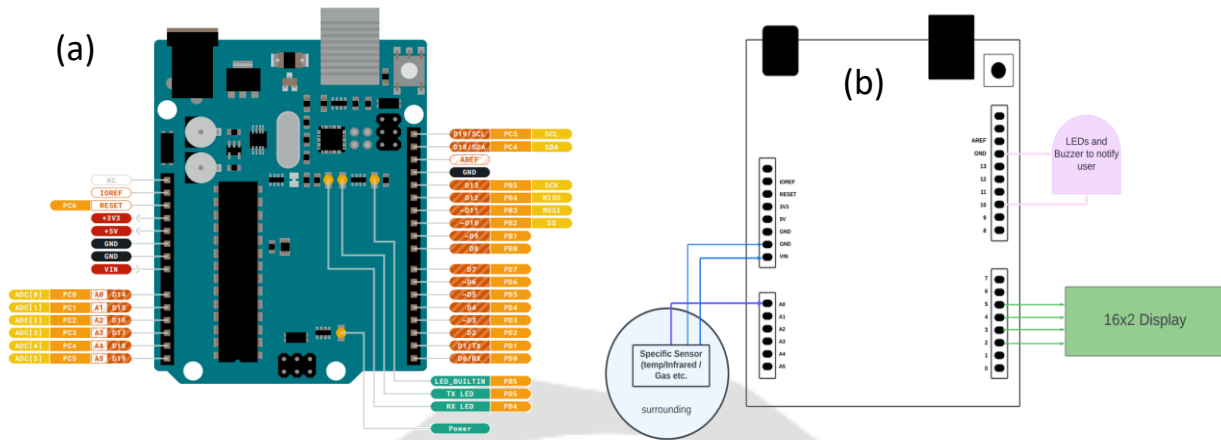 (a)
NC
IOREF
PC6 RESET
+3V3
+5V
GND
GND
VIN
ADC[0] PC0 A0 D14
ADC[1] PC1 A1 D15
ADC[2] PC2 A2 D16
ADC[3] PC3 A3 D17
ADC[4] PC4 A4 D18
ADC[5] PC5 A5 D19
D19/SCL PC5 SCL
D18/SDA PC4 SDA
AREF
GND
D13 PB5 SCK
D12 PB4 MISO
~D11 PB3 MOSI
~D10 PB2 SS
~D9 PB1
D8 PB0
D7 PD7
~D6 PD6
~D5 PD5
D4 PD4
~D3 PD3
D2 PD2
D1/TX PD1
D0/RX PD0
LED_BUILTIN PB5
TX LED PD5
RX LED PD4
Power
(b)
IOREF
RESET
3V3
5V
GND
GND
VIN
A0
A1
A2
A3
A4
A5
AREF
GND
13
12
11
10
9
8
7
6
5
4
3
2
1
0
LEDs and
Buzzer to notify
user
16x2 Display
Specific Sensor
(temp/Infrared /
Gas etc.
surrounding